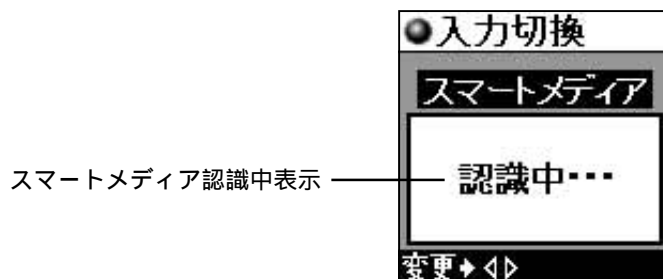 入力切換
スマートメディア
スマートメディア認識中表示
認識中･･･
変更